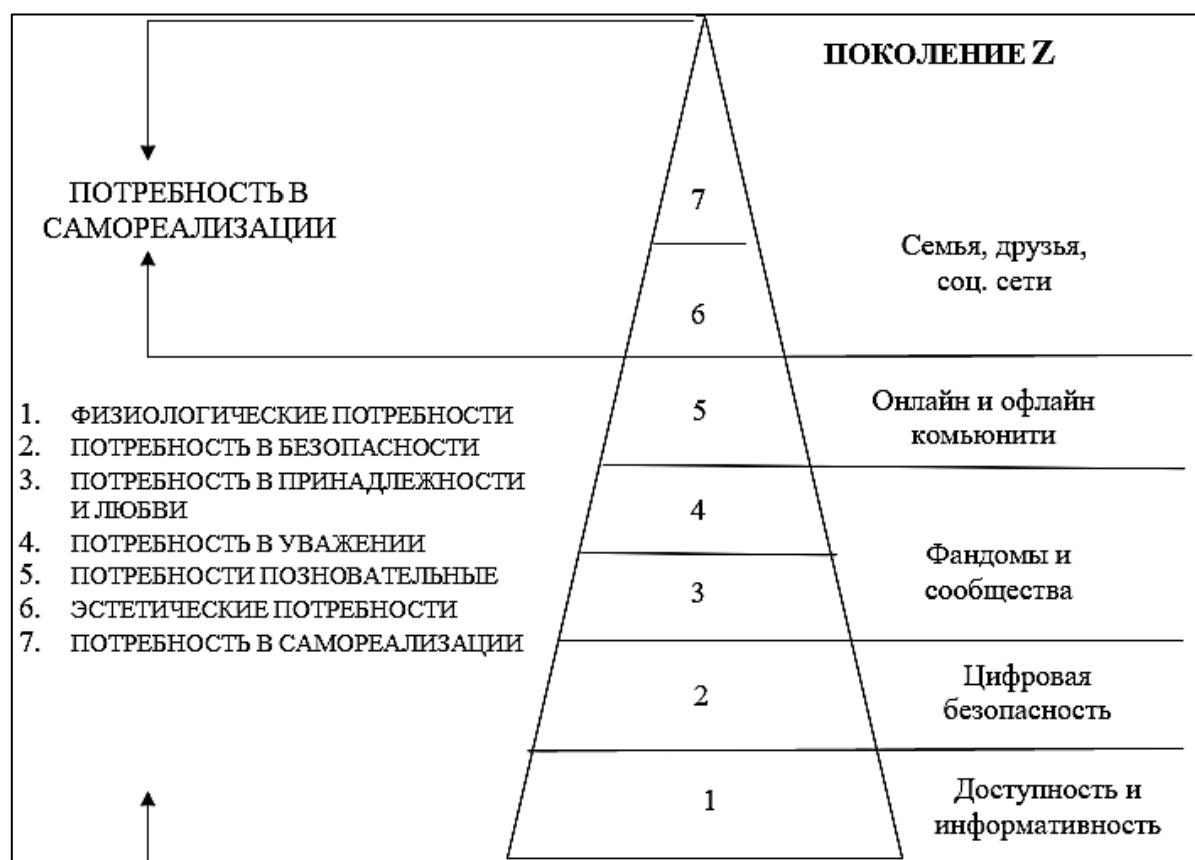 ПОКОЛЕНИЕ Z
ПОТРЕБНОСТЬ В
САМОРЕАЛИЗАЦИИ
1. ФИЗИОЛОГИЧЕСКИЕ ПОТРЕБНОСТИ
2. ПОТРЕБНОСТЬ В БЕЗОПАСНОСТИ
3. ПОТРЕБНОСТЬ В ПРИНАДЛЕЖНОСТИ
И ЛЮБВИ
4. ПОТРЕБНОСТЬ В УВАЖЕНИИ
5. ПОТРЕБНОСТИ ПОЗНОВАТЕЛЬНЫЕ
6. ЭСТЕТИЧЕСКИЕ ПОТРЕБНОСТИ
7. ПОТРЕБНОСТЬ В САМОРЕАЛИЗАЦИИ
7
6
5
4
3
2
1
Семья, друзья,
соц. сети
Онлайн и офлайн
комьюнити
Фандомы и
сообщества
Цифровая
безопасность
Доступность и
информативность